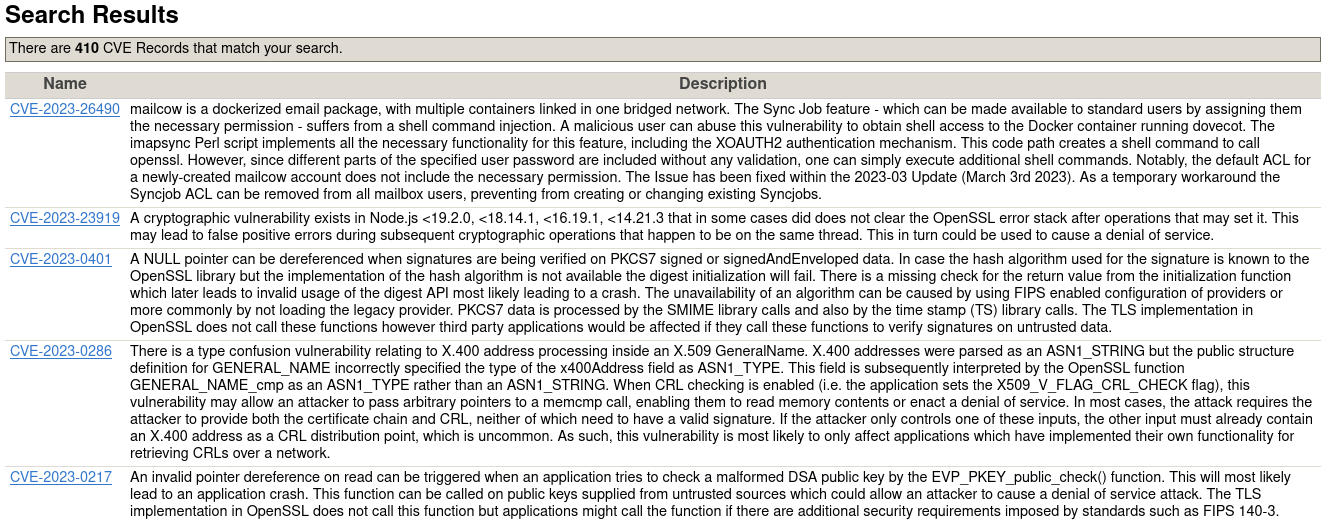 Search Results
There are 410 CVE Records that match your search.
Name Description
CVE-2023-26490 mailcow is a dockerized email package, with multiple containers linked in one bridged network. The Sync Job feature - which can be made available to standard users by assigning them
the necessary permission - suffers from a shell command injection. A malicious user can abuse this vulnerability to obtain shell access to the Docker container running dovecot. The
imapsync Perl script implements all the necessary functionality for this feature, including the XOAUTH2 authentication mechanism. This code path creates a shell command to call
openssl. However, since different parts of the specified user password are included without any validation, one can simply execute additional shell commands. Notably, the default ACL for
a newly-created mailcow account does not include the necessary permission. The Issue has been fixed within the 2023-03 Update (March 3rd 2023). As a temporary workaround the
Syncjob ACL can be removed from all mailbox users, preventing from creating or changing existing Syncjobs.
CVE-2023-23919 A cryptographic vulnerability exists in Node.js <19.2.0, <18.14.1, <16.19.1, <14.21.3 that in some cases did does not clear the OpenSSL error stack after operations that may set it. This
may lead to false positive errors during subsequent cryptographic operations that happen to be on the same thread. This in turn could be used to cause a denial of service.
CVE-2023-0401 A NULL pointer can be dereferenced when signatures are being verified on PKCS7 signed or signedAndEnveloped data. In case the hash algorithm used for the signature is known to the
OpenSSL library but the implementation of the hash algorithm is not available the digest initialization will fail. There is a missing check for the return value from the initialization function
which later leads to invalid usage of the digest API most likely leading to a crash. The unavailability of an algorithm can be caused by using FIPS enabled configuration of providers or
more commonly by not loading the legacy provider. PKCS7 data is processed by the SMIME library calls and also by the time stamp (TS) library calls. The TLS implementation in
OpenSSL does not call these functions however third party applications would be affected if they call these functions to verify signatures on untrusted data.
CVE-2023-0286 There is a type confusion vulnerability relating to X.400 address processing inside an X.509 GeneralName. X.400 addresses were parsed as an ASN1_STRING but the public structure
definition for GENERAL_NAME incorrectly specified the type of the x400Address field as ASN1_TYPE. This field is subsequently interpreted by the OpenSSL function
GENERAL_NAME_cmp as an ASN1_TYPE rather than an ASN1_STRING. When CRL checking is enabled (i.e. the application sets the X509_V_FLAG_CRL_CHECK flag), this
vulnerability may allow an attacker to pass arbitrary pointers to a memcmp call, enabling them to read memory contents or enact a denial of service. In most cases, the attack requires the
attacker to provide both the certificate chain and CRL, neither of which need to have a valid signature. If the attacker only controls one of these inputs, the other input must already contain
an X.400 address as a CRL distribution point, which is uncommon. As such, this vulnerability is most likely to only affect applications which have implemented their own functionality for
retrieving CRLs over a network.
CVE-2023-0217 An invalid pointer dereference on read can be triggered when an application tries to check a malformed DSA public key by the EVP_PKEY_public_check() function. This will most likely
lead to an application crash. This function can be called on public keys supplied from untrusted sources which could allow an attacker to cause a denial of service attack. The TLS
implementation in OpenSSL does not call this function but applications might call the function if there are additional security requirements imposed by standards such as FIPS 140-3.